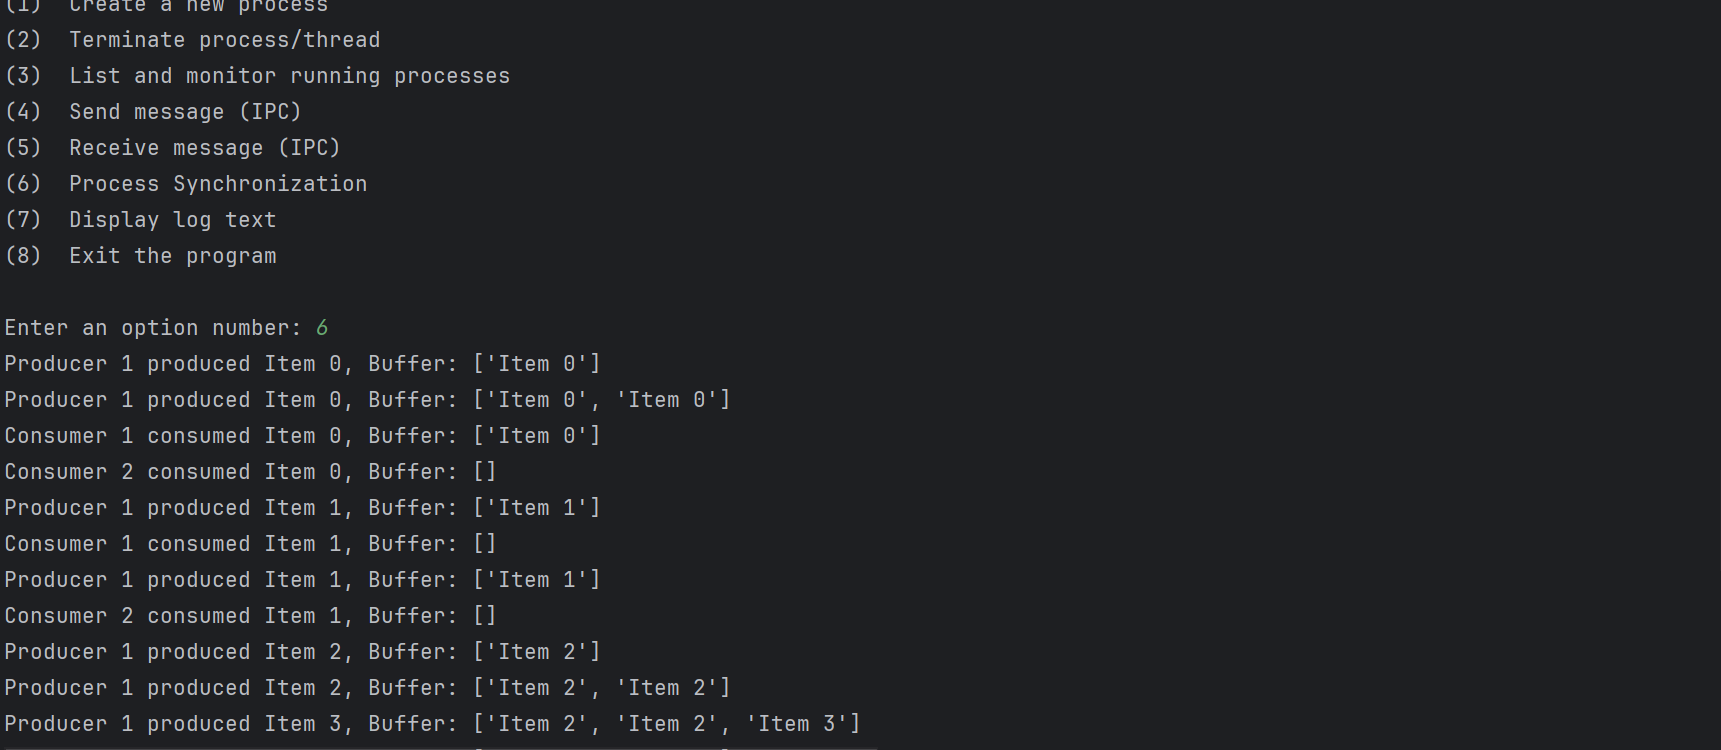 (1)  Create a new process
(2)  Terminate process/thread
(3)  List and monitor running processes
(4)  Send message (IPC)
(5)  Receive message (IPC)
(6)  Process Synchronization
(7)  Display log text
(8)  Exit the program
Enter an option number: 6
Producer 1 produced Item 0, Buffer: ['Item 0']
Producer 1 produced Item 0, Buffer: ['Item 0', 'Item 0']
Consumer 1 consumed Item 0, Buffer: ['Item 0']
Consumer 2 consumed Item 0, Buffer: []
Producer 1 produced Item 1, Buffer: ['Item 1']
Consumer 1 consumed Item 1, Buffer: []
Producer 1 produced Item 1, Buffer: ['Item 1']
Consumer 2 consumed Item 1, Buffer: []
Producer 1 produced Item 2, Buffer: ['Item 2']
Producer 1 produced Item 2, Buffer: ['Item 2', 'Item 2']
Producer 1 produced Item 3, Buffer: ['Item 2', 'Item 2', 'Item 3']